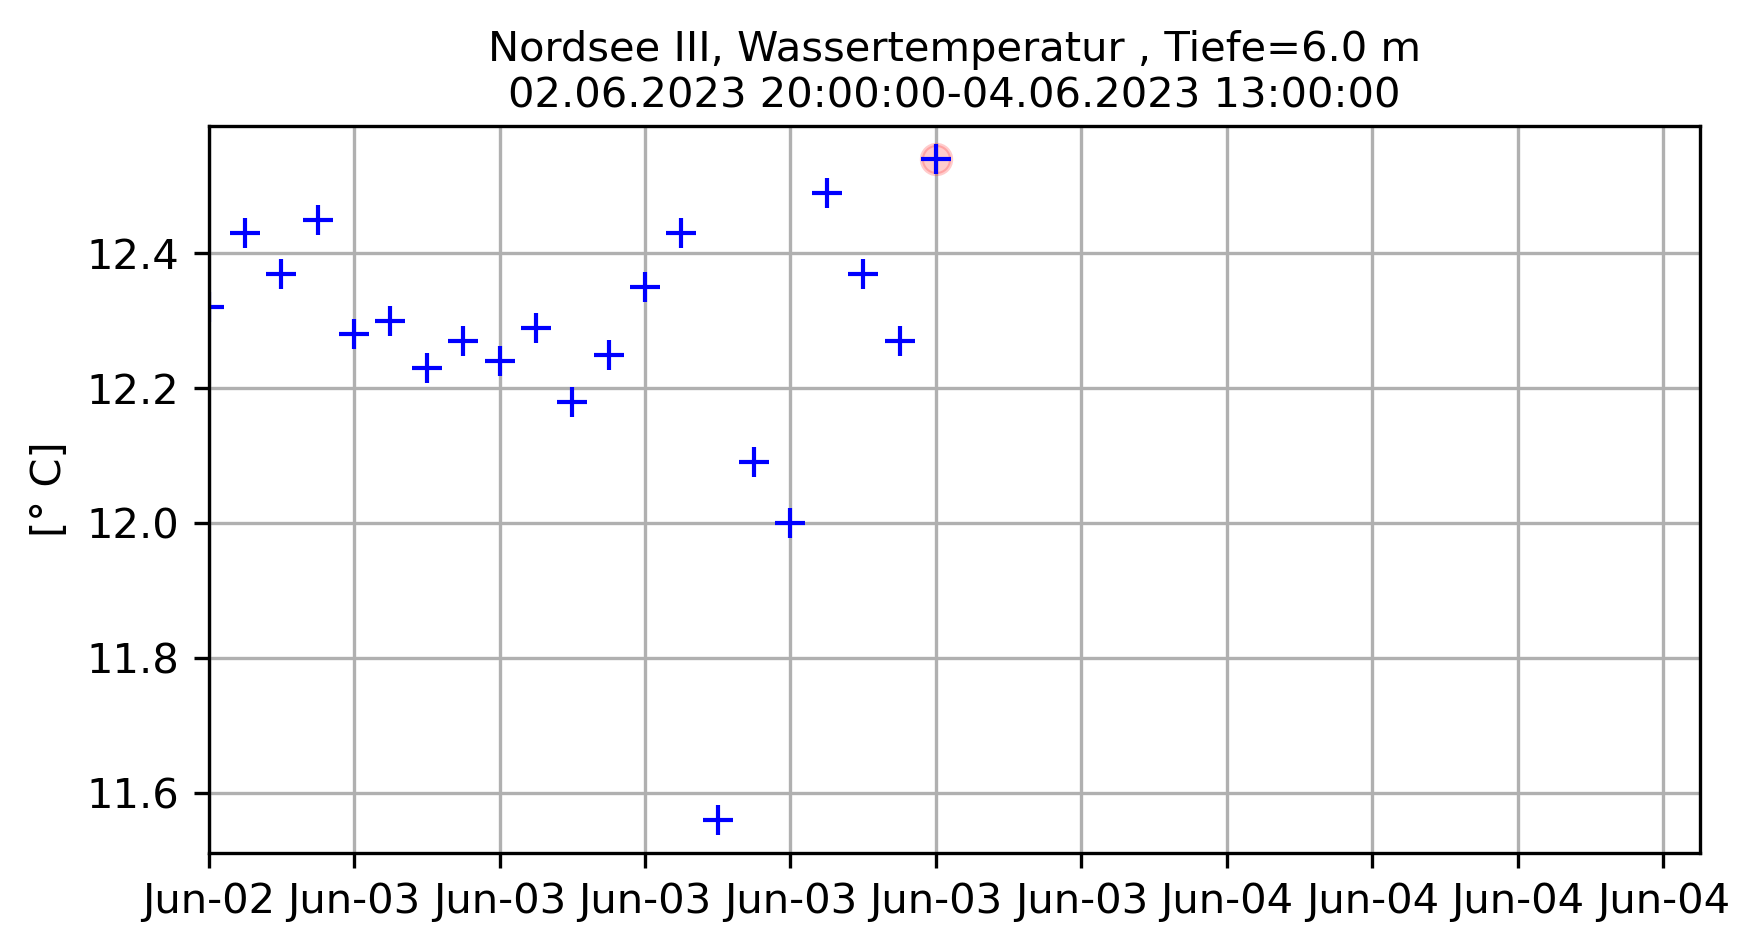 Nordsee III, Wassertemperatur , Tiefe=6.0 m
02.06.2023 20:00:00-04.06.2023 13:00:00
[° C]
12.4
12.2
12.0
11.8
11.6
Jun-02 Jun-03 Jun-03 Jun-03 Jun-03 Jun-03 Jun-03 Jun-04 Jun-04 Jun-04 Jun-04